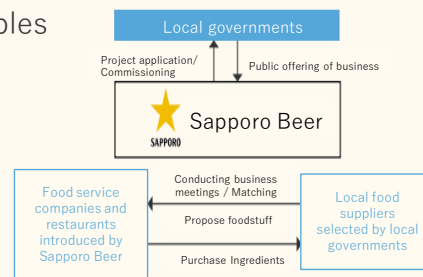 Local governments
Project application/
Commissioning
Public offering of business
SAPPORO
Sapporo Beer
Food service
companies and
restaurants
introduced by
Sapporo Beer
Conducting business
meetings / Matching
Propose foodstuff
Purchase Ingredients
Local food
suppliers
selected by local
governments